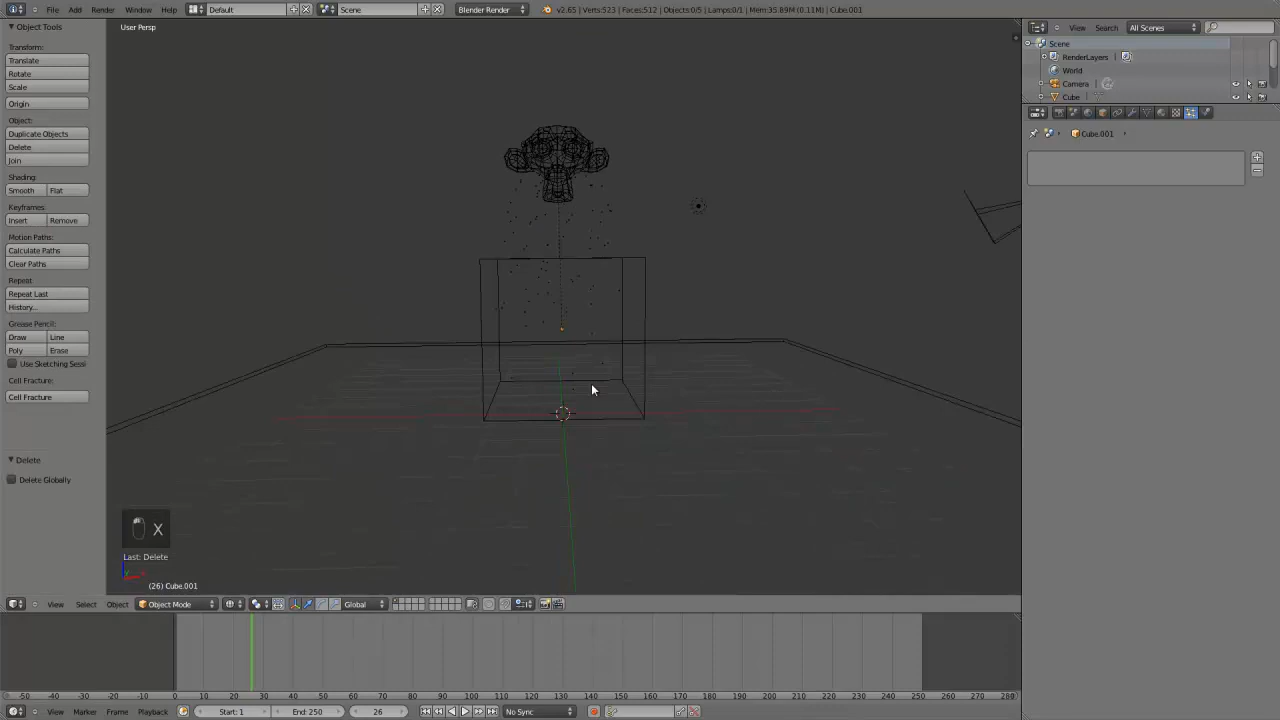 File Add Render Window Help Default Scene Blender Render v2.65 | Verts:523 | Faces:512 | Objects:0/5 | Lamps:0/1 | Mem:35.89M (0.11M) | Cube.001
Object Tools
Transform:
Translate
Rotate
Scale
Origin
Object:
Duplicate Objects
Delete
Join
Shading:
Smooth Flat
Keyframes:
Insert Remove
Motion Paths:
Calculate Paths
Clear Paths
Repeat:
Repeat Last
History...
Grease Pencil:
Draw Line
Poly Erase
Use Sketching Sessi
Cell Fracture:
Cell Fracture
Delete
Delete Globally
User Persp
X
Last: Delete
(26) Cube.001
View Select Object Object Mode Global
-50 -40 -30 -20 -10 0 10 20 30 40 50 60 70 80 90 100 110 120 130 140 150 160 170 180 190 200 210 220 230 240 250 260 270 280
View Marker Frame Playback Start: 1 End: 250 26 No Sync
View Search All Scenes
Scene
RenderLayers
World
Camera
Cube
Cube.001